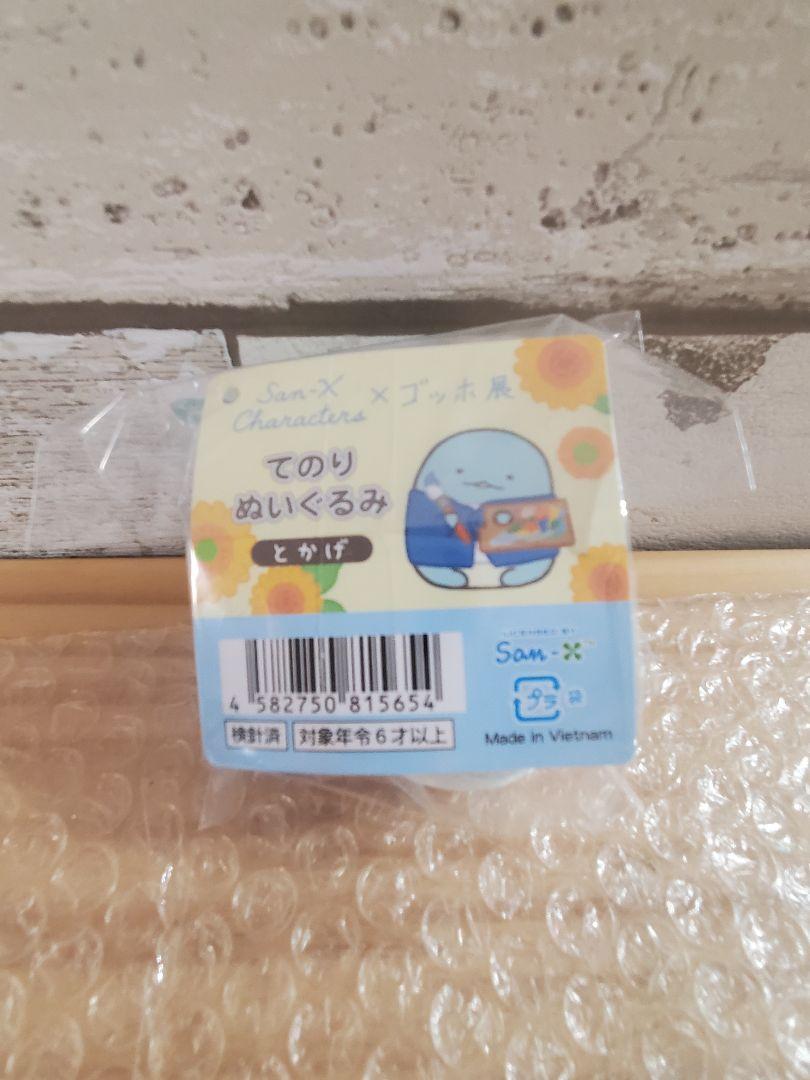 San-X
Characters
×ゴッホ展
てのり
ぬいぐるみ
とかげ
4 582750 815654
検針済
対象年令6才以上
LICENSED BY
San-X
プラ 袋
Made in Vietnam